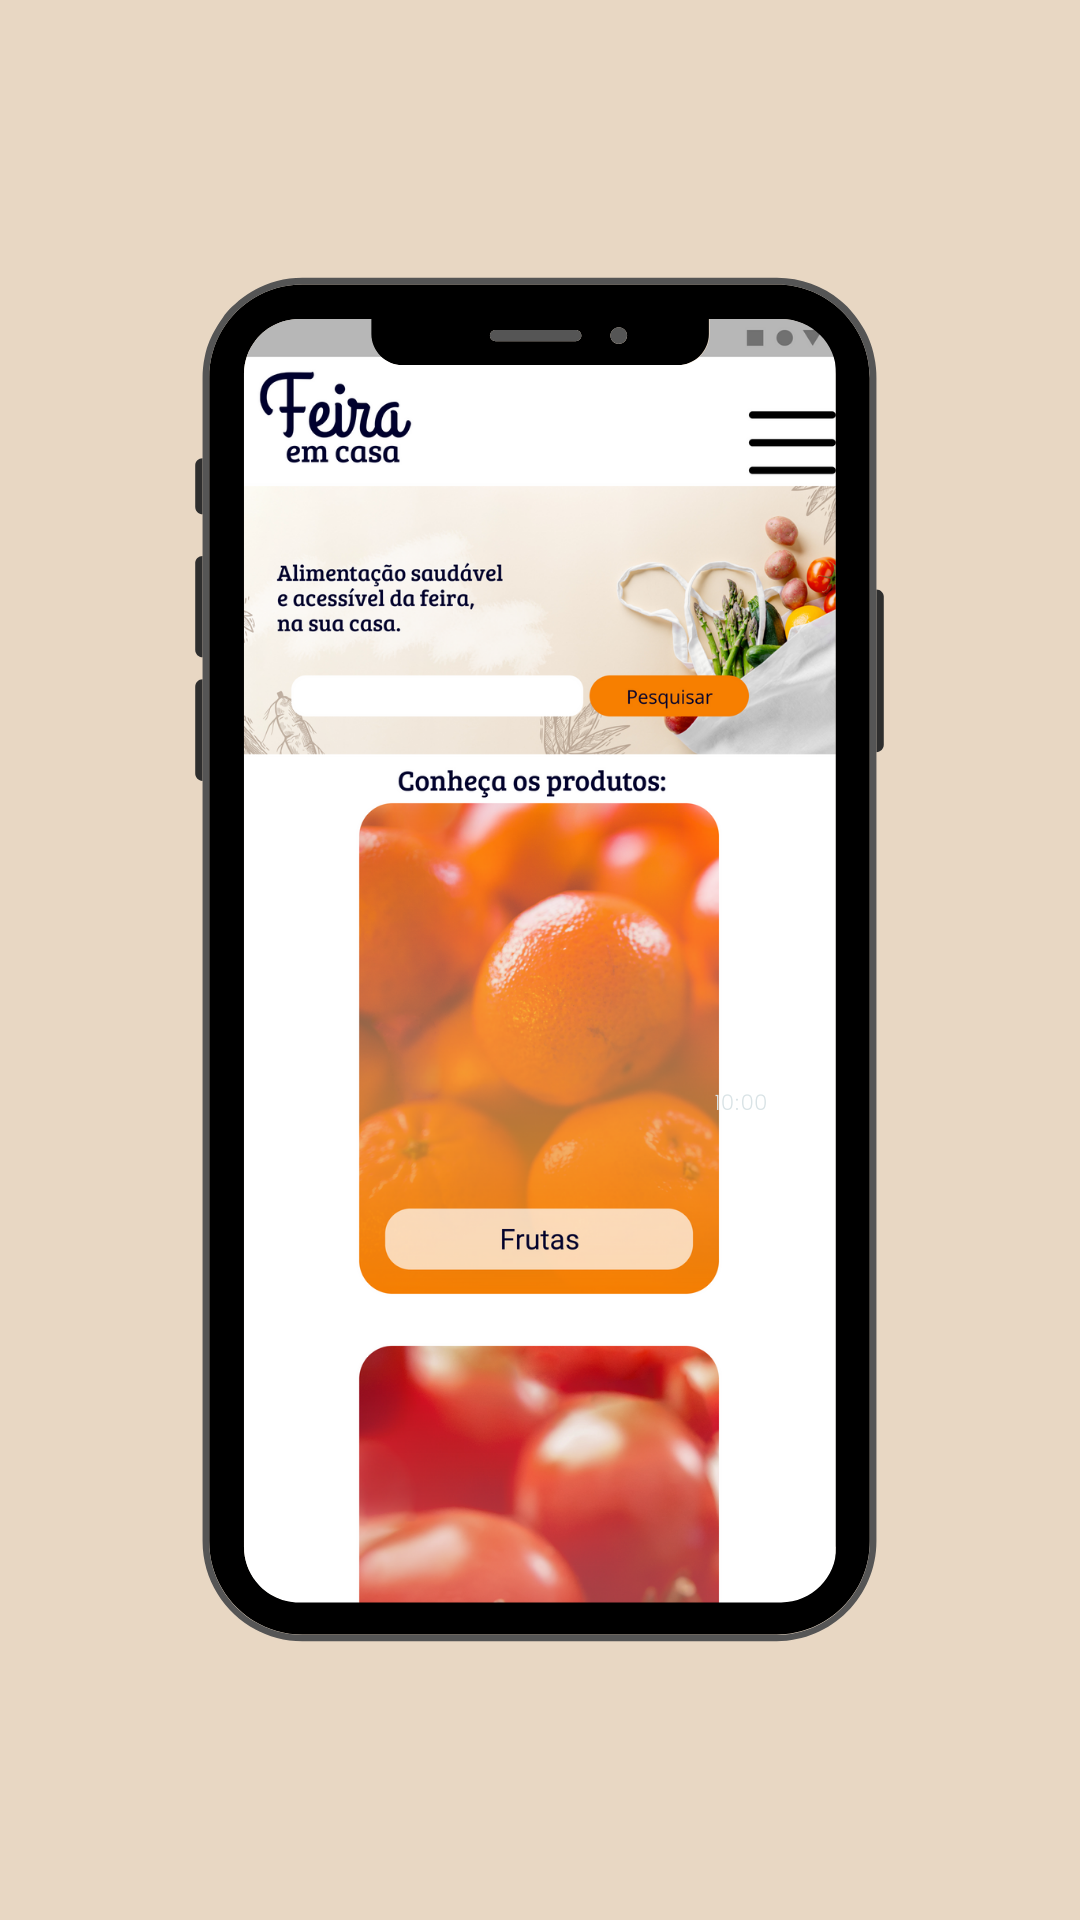 Feira
em casa
Alimentação saudável
e acessível da feira,
na sua casa.
Pesquisar
Conheça os produtos:
10:00
Frutas